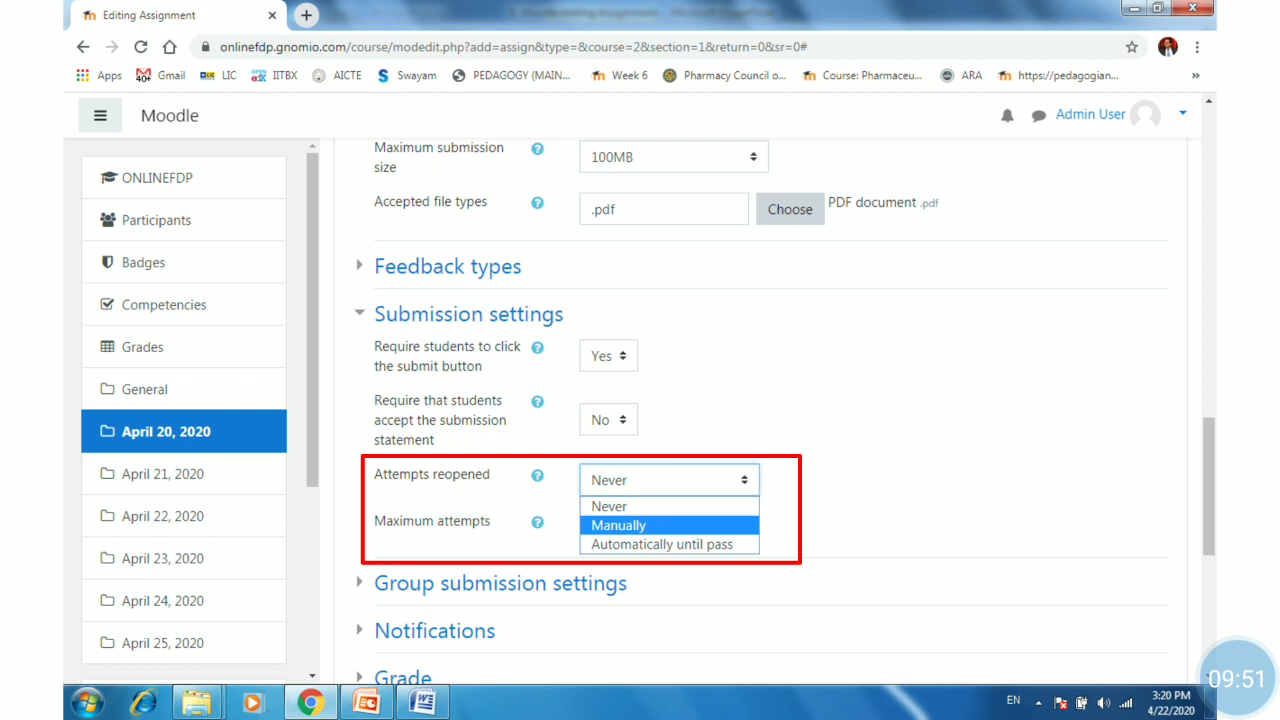 Editing Assignment
onlinefdp.gnomio.com/course/modedit.php?add=assign&type=&course=2&section=1&return=0&sr=0#
Apps
40+
Gmail
LIC
IITBX
AICTE
S
Swayam
PEDAGOGY (MAIN...
Week 6
Pharmacy Council o...
Course: Pharmaceu...
ARA
https://pedagogian...
»
Moodle
Admin User
ONLINEFDP
Participants
Badges
Competencies
Grades
General
April 20, 2020
April 21, 2020
April 22, 2020
April 23, 2020
April 24, 2020
April 25, 2020
Maximum submission
size
100MB
Accepted file types
.pdf
Choose
PDF document .pdf
Feedback types
Submission settings
Require students to click
the submit button
Yes
Require that students
accept the submission
statement
No
Attempts reopened
Never
Never
Maximum attempts
Manually
Automatically until pass
Group submission settings
Notifications
Grade
09:51
EN
3:20 PM
4/22/2020